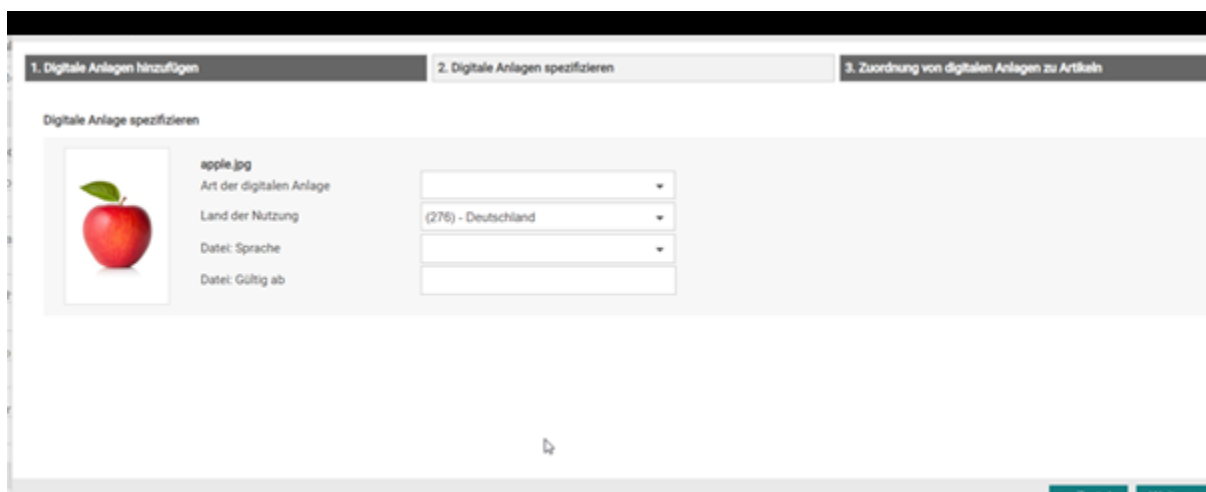 1. Digitale Anlagen hinzufügen
2. Digitale Anlagen spezifizieren
3. Zuordnung von digitalen Anlagen zu Artikeln
Digitale Anlage spezifizieren
apple.jpg
Art der digitalen Anlage
Land der Nutzung (276) - Deutschland
Datei: Sprache
Datei: Gültig ab